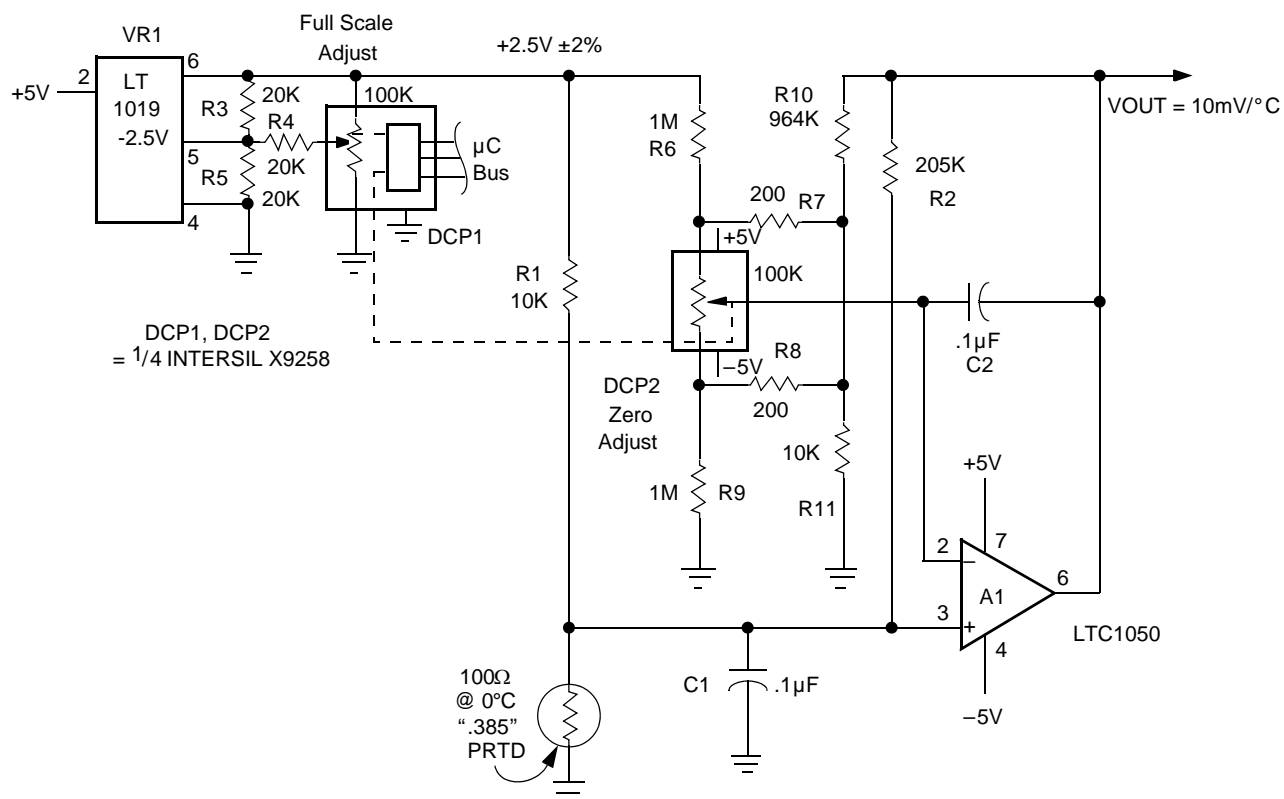 Full Scale
Adjust
VR1
+2.5V ±2%
6
2
+5V
LT
1019
-2.5V
R3
20K
R4
20K
5
R5
20K
4
100K
µC
Bus
DCP1
1M
R6
R10
964K
VOUT = 10mV/°C
205K
R2
200
R7
+5V
100K
R1
10K
DCP1, DCP2
= 1/4 INTERSIL X9258
.1µF
C2
–5V
R8
200
DCP2
Zero
Adjust
10K
R11
1M
R9
+5V
2
7
–
A1
6
3
+
4
LTC1050
–5V
C1
.1µF
100Ω
@ 0°C
“.385”
PRTD